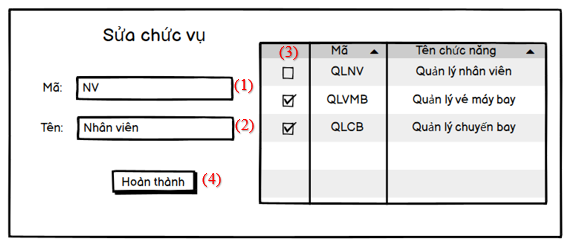 Sửa chức vụ
Mã: NV (1)
Tên: Nhân viên (2)
Hoàn thành (4)
(3) Mã Tên chức năng
QLNV Quản lý nhân viên
QLVMB Quản lý vé máy bay
QLCB Quản lý chuyến bay